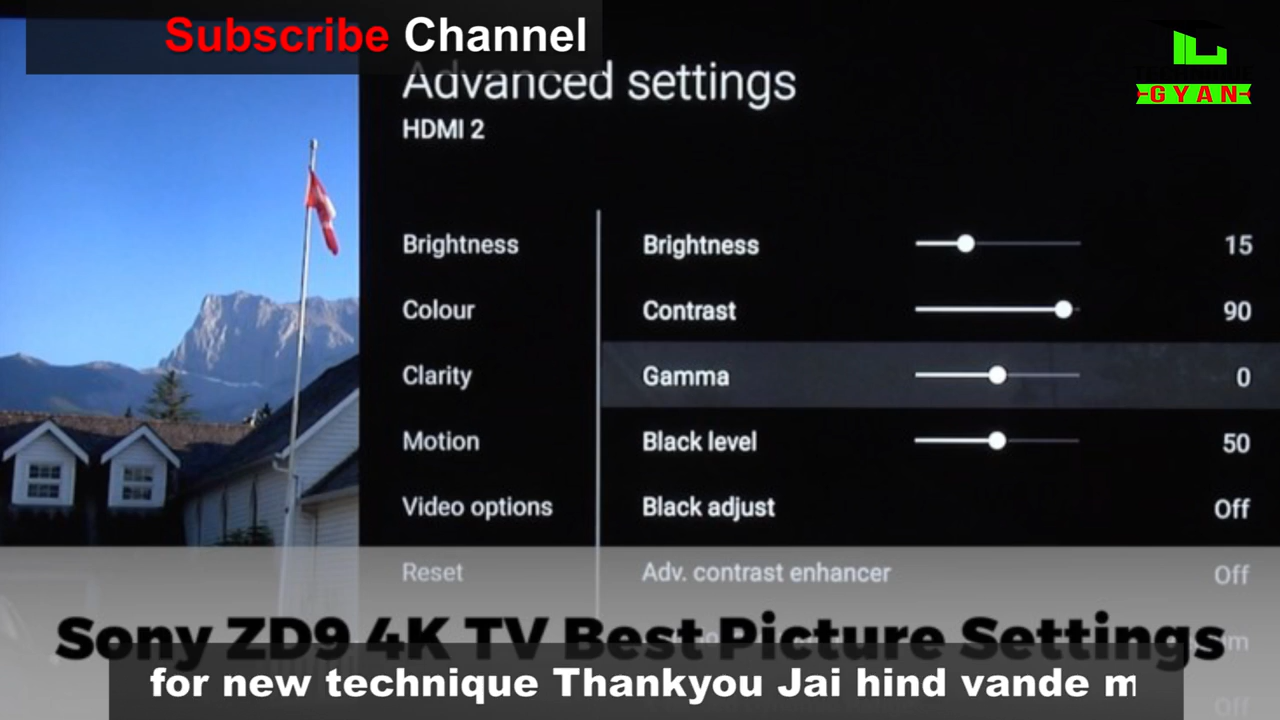 Subscribe Channel
TECHNIQUE
GYAN
Advanced settings
HDMI 2
Brightness
Colour
Clarity
Motion
Video options
Reset
Brightness 15
Contrast 90
Gamma 0
Black level 50
Black adjust Off
Adv. contrast enhancer Off
Sony ZD9 4K TV Best Picture Settings
for new technique Thankyou Jai hind vande m
Off